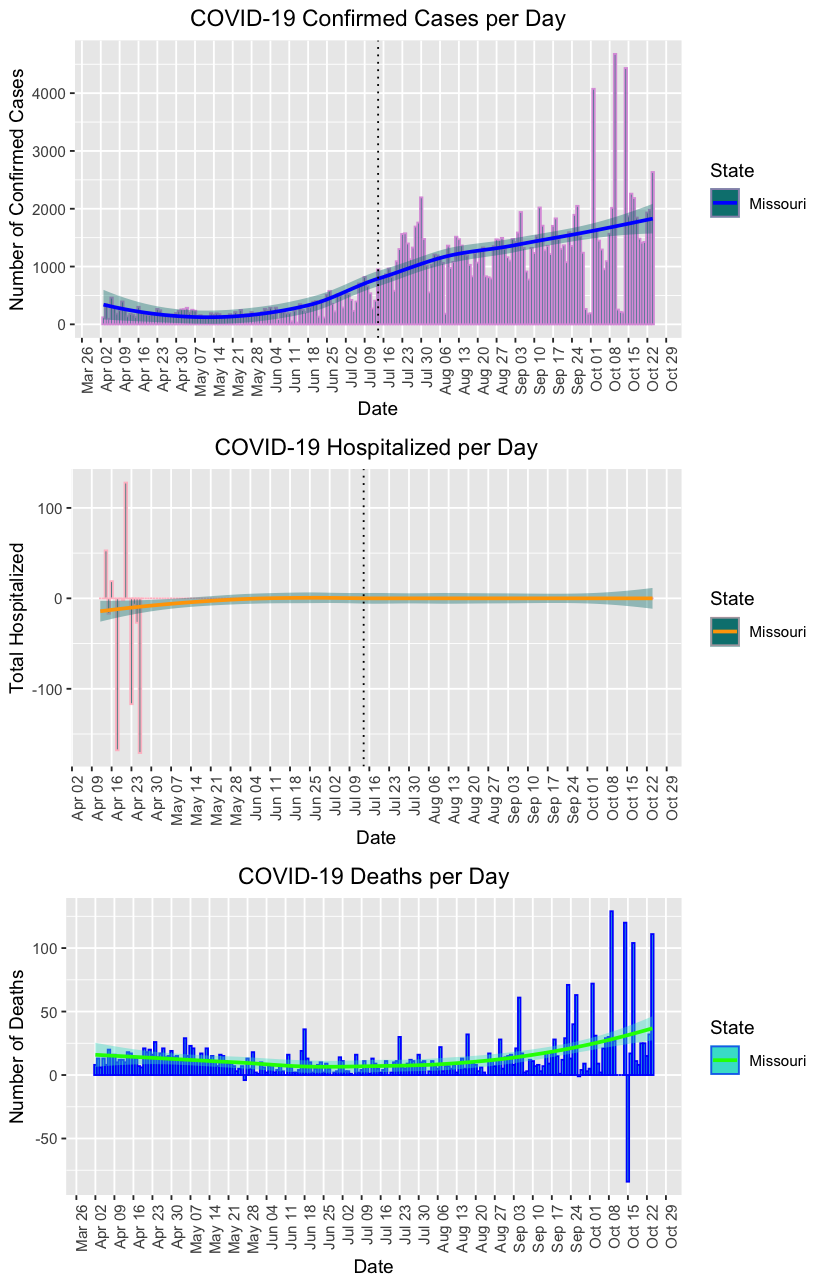 COVID-19 Confirmed Cases per Day
Number of Confirmed Cases
4000
3000
2000
1000
0
Mar 26
Apr 02
Apr 09
Apr 16
Apr 23
Apr 30
May 07
May 14
May 21
May 28
Jun 04
Jun 11
Jun 18
Jun 25
Jul 02
Jul 09
Jul 16
Jul 23
Jul 30
Aug 06
Aug 13
Aug 20
Aug 27
Sep 03
Sep 10
Sep 17
Sep 24
Oct 01
Oct 08
Oct 15
Oct 22
Oct 29
Date
State
Missouri
COVID-19 Hospitalized per Day
Total Hospitalized
100
0
-100
Apr 02
Apr 09
Apr 16
Apr 23
Apr 30
May 07
May 14
May 21
May 28
Jun 04
Jun 11
Jun 18
Jun 25
Jul 02
Jul 09
Jul 16
Jul 23
Jul 30
Aug 06
Aug 13
Aug 20
Aug 27
Sep 03
Sep 10
Sep 17
Sep 24
Oct 01
Oct 08
Oct 15
Oct 22
Oct 29
Date
State
Missouri
COVID-19 Deaths per Day
Number of Deaths
100
50
0
-50
Mar 26
Apr 02
Apr 09
Apr 16
Apr 23
Apr 30
May 07
May 14
May 21
May 28
Jun 04
Jun 11
Jun 18
Jun 25
Jul 02
Jul 09
Jul 16
Jul 23
Jul 30
Aug 06
Aug 13
Aug 20
Aug 27
Sep 03
Sep 10
Sep 17
Sep 24
Oct 01
Oct 08
Oct 15
Oct 22
Oct 29
Date
State
Missouri